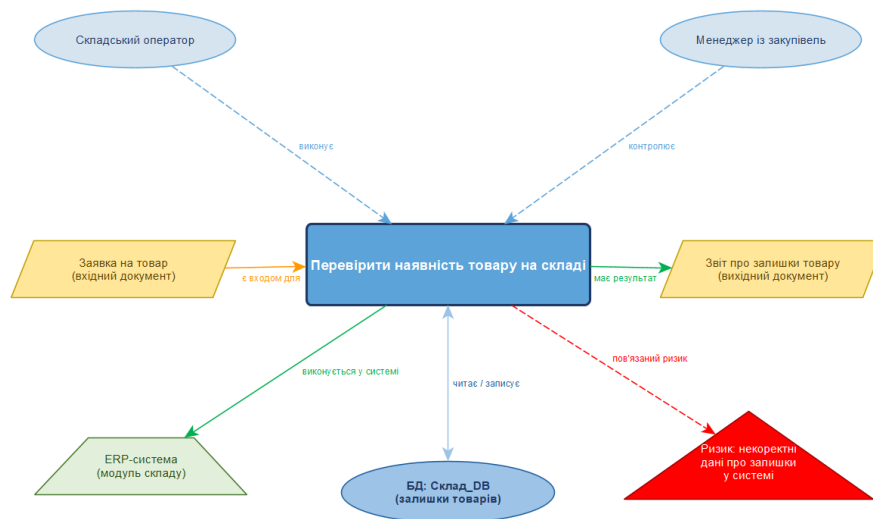 Складський оператор
Менеджер із закупівель
виконує
контролює
Заявка на товар
(вхідний документ)
є входом для
Перевірити наявність товару на складі
має результат
Звіт про залишки товару
(вихідний документ)
виконується у системі
читає / записує
пов'язаний ризик
ERP-система
(модуль складу)
БД: Склад_DB
(залишки товарів)
Ризик: некоректні
дані про залишки
у системі